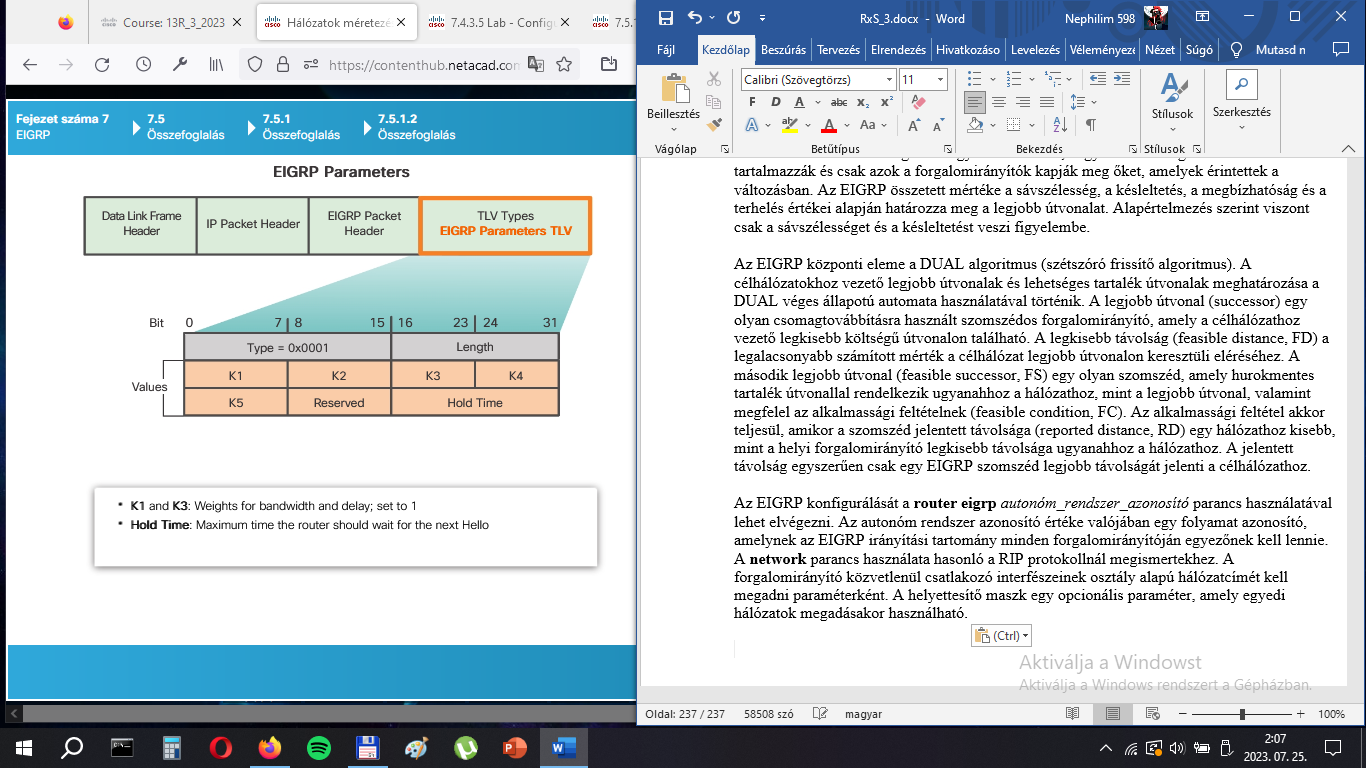 Course: 13R_3_2023
Hálózatok méretezé
7.4.3.5 Lab - Configu
7.5.1
https://contenthub.netacad.com
Fejezet száma 7
EIGRP
7.5
Összefoglalás
7.5.1
Összefoglalás
7.5.1.2
Összefoglalás
EIGRP Parameters
Data Link Frame
Header
IP Packet Header
EIGRP Packet
Header
TLV Types
EIGRP Parameters TLV
Bit 0 7 8 15 16 23 24 31
Type = 0x0001 Length
Values
K1 K2 K3 K4
K5 Reserved Hold Time
• K1 and K3: Weights for bandwidth and delay; set to 1
• Hold Time: Maximum time the router should wait for the next Hello
RxS_3.docx - Word
Nephilim 598
Fájl Kezdőlap Beszúrás Tervezés Elrendezés Hivatkozáso Levelezés Véleményeze Nézet Súgó Mutasd n
Beillesztés
Vágólap
Calibri (Szövegtörzs) 11
F D A abc x₂ x²
A A Aa A A
Betűtípus
Bekezdés
Stílusok
Stílusok
Szerkesztés
tartalmazzák és csak azok a forgalomirányítók kapják meg őket, amelyek érintettek a
változásban. Az EIGRP összetett mértéke a sávszélesség, a késleltetés, a megbízhatóság és a
terhelés értékei alapján határozza meg a legjobb útvonalat. Alapértelmezés szerint viszont
csak a sávszélességet és a késleltetést veszi figyelembe.
Az EIGRP központi eleme a DUAL algoritmus (szétszóró frissítő algoritmus). A
célhálózatokhoz vezető legjobb útvonalak és lehetséges tartalék útvonalak meghatározása a
DUAL véges állapotú automata használatával történik. A legjobb útvonal (successor) egy
olyan csomagtovábbításra használt szomszédos forgalomirányító, amely a célhálózathoz
vezető legkisebb költségű útvonalon található. A legkisebb távolság (feasible distance, FD) a
legalacsonyabb számított mérték a célhálózat legjobb útvonalon keresztüli eléréséhez. A
második legjobb útvonal (feasible successor, FS) egy olyan szomszéd, amely hurokmentes
tartalék útvonallal rendelkezik ugyanahhoz a hálózathoz, mint a legjobb útvonal, valamint
megfelel az alkalmassági feltételnek (feasible condition, FC). Az alkalmassági feltétel akkor
teljesül, amikor a szomszéd jelentett távolsága (reported distance, RD) egy hálózathoz kisebb,
mint a helyi forgalomirányító legkisebb távolsága ugyanahhoz a hálózathoz. A jelentett
távolság egyszerűen csak egy EIGRP szomszéd legjobb távolságát jelenti a célhálózathoz.
Az EIGRP konfigurálását a router eigrp autonóm_rendszer_azonosító parancs használatával
lehet elvégezni. Az autonóm rendszer azonosító értéke valójában egy folyamat azonosító,
amelynek az EIGRP irányítási tartomány minden forgalomirányítóján egyezőnek kell lennie.
A network parancs használata hasonló a RIP protokollnál megismertekhez. A
forgalomirányító közvetlenül csatlakozó interfészeinek osztály alapú hálózatcímét kell
megadni paraméterként. A helyettesítő maszk egy opcionális paraméter, amely egyedi
hálózatok megadásakor használható.
(Ctrl)
Aktiválja a Windowst
Aktiválja a Windows rendszert a Gépházban.
Oldal: 237 / 237 58508 szó magyar 100%
2:07
2023. 07. 25.